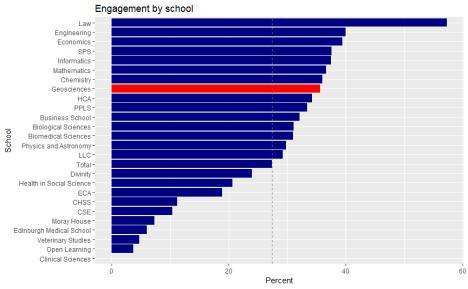 Engagement by school
Law
Engineering
Economics
SPS
Informatics
Mathematics
Chemistry
Geosciences
HCA
PPLS
Business School
Biological Sciences
Biomedical Sciences
Physics and Astronomy
LLC
Total
Divinity
Health in Social Science
ECA
CHSS
CSE
Moray House
Edinburgh Medical School
Veterinary Studies
Open Learning
Clinical Sciences
School
0 20 40 60
Percent